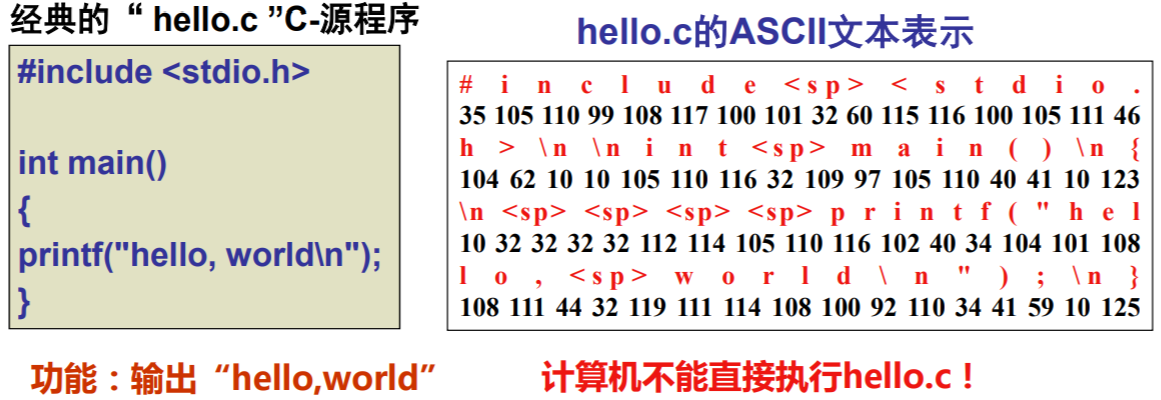 经典的“ hello.c ”C-源程序
#include <stdio.h>
int main()
{
printf("hello, world\n");
}
功能：输出“hello,world”
hello.c的ASCII文本表示
# i n c l u d e <sp> < s t d i o .
35 105 110 99 108 117 100 101 32 60 115 116 100 105 111 46
h > \n \n i n t <sp> m a i n ( ) \n {
104 62 10 10 105 110 116 32 109 97 105 110 40 41 10 123
\n <sp> <sp> <sp> <sp> p r i n t f ( " h e l
10 32 32 32 32 112 114 105 110 116 102 40 34 104 101 108
l o , <sp> w o r l d \ n " ) ; \n }
108 111 44 32 119 111 114 108 100 92 110 34 41 59 10 125
计算机不能直接执行hello.c！